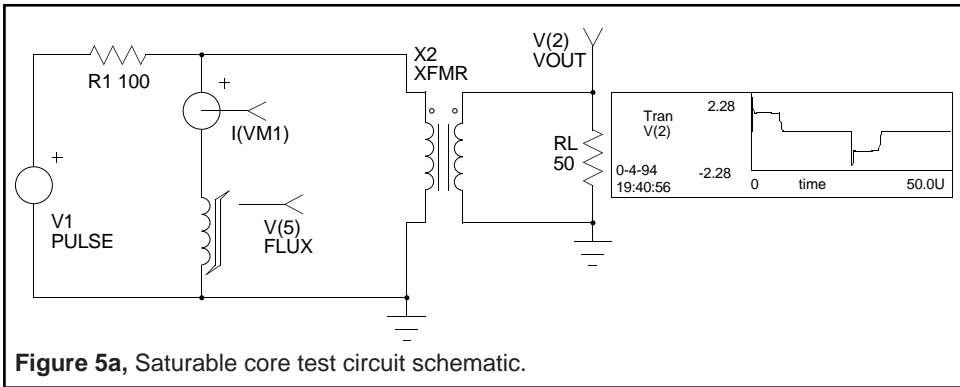 R1 100
+
I(VM1)
+
V1
PULSE
V(5)
FLUX
X2
XFMR
V(2)
VOUT
RL
50
Tran
V(2)
2.28
0-4-94
19:40:56
-2.28
0
time
50.0U
Figure 5a, Saturable core test circuit schematic.